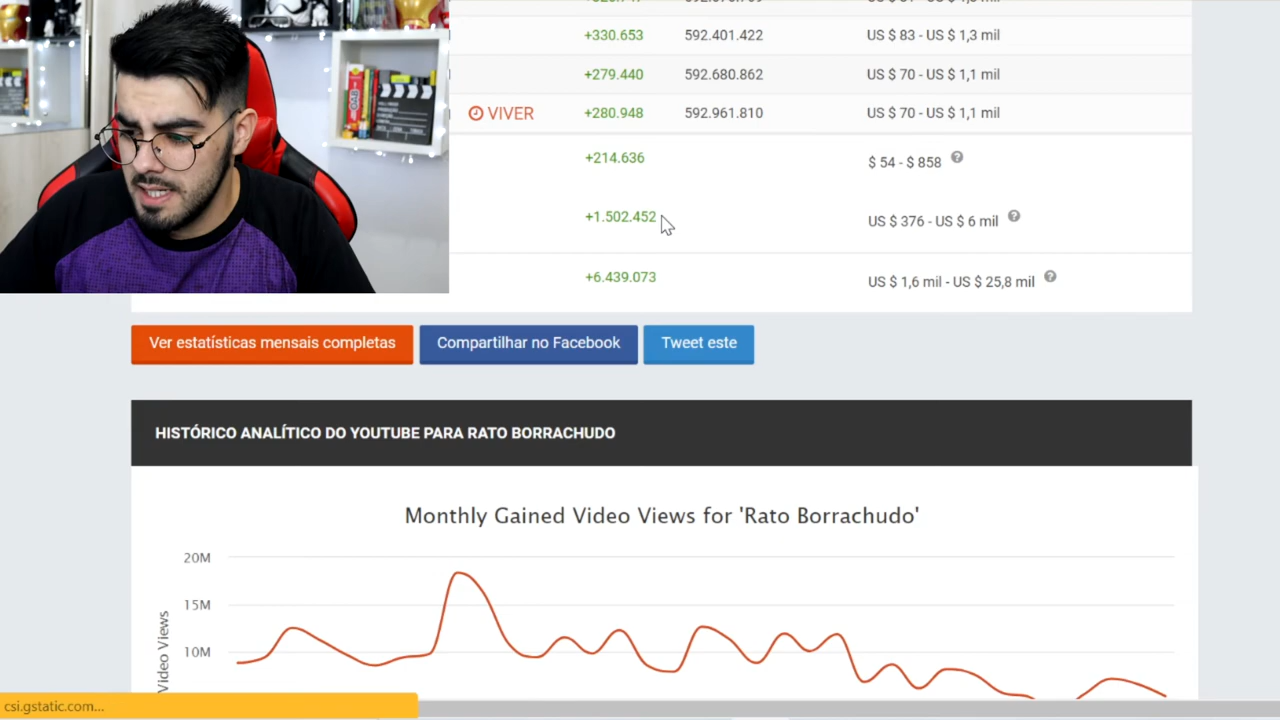 +330.653 592.401.422 US $ 83 - US $ 1,3 mil
+279.440 592.680.862 US $ 70 - US $ 1,1 mil
VIVER +280.948 592.961.810 US $ 70 - US $ 1,1 mil
+214.636 $ 54 - $ 858
+1.502.452 US $ 376 - US $ 6 mil
+6.439.073 US $ 1,6 mil - US $ 25,8 mil
Ver estatísticas mensais completas Compartilhar no Facebook Tweet este
HISTÓRICO ANALÍTICO DO YOUTUBE PARA RATO BORRACHUDO
Monthly Gained Video Views for 'Rato Borrachudo'
20M
15M
10M
Video Views
csi.gstatic.com...